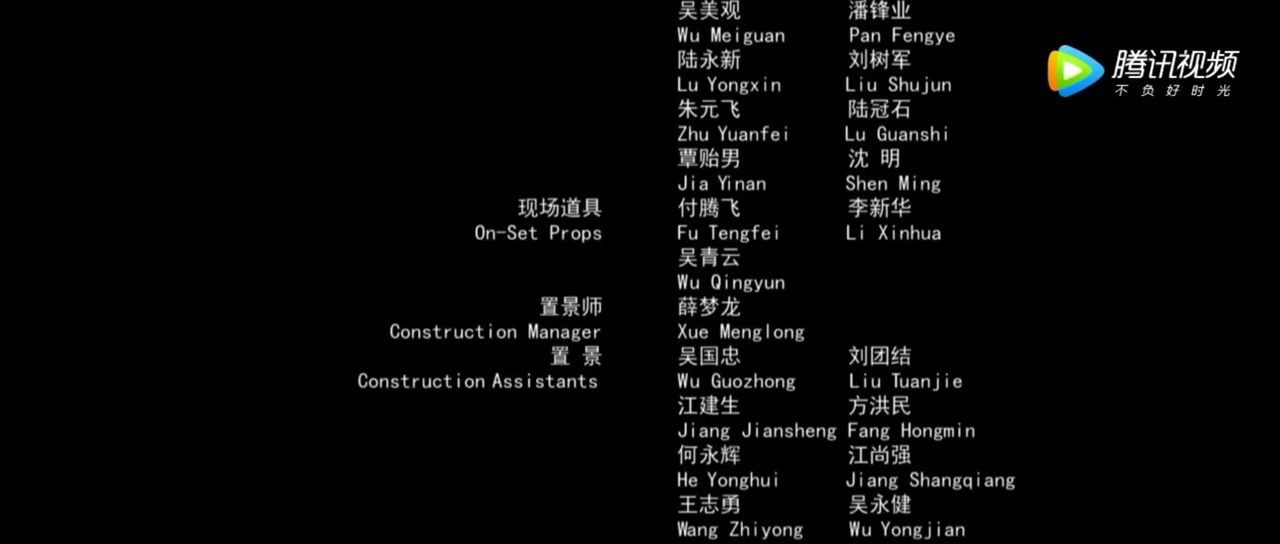 吴美观 潘锋业
Wu Meiguan Pan Fengye
陆永新 刘树军
Lu Yongxin Liu Shujun
朱元飞 陆冠石
Zhu Yuanfei Lu Guanshi
覃贻男 沈 明
Jia Yinan Shen Ming
现场道具 付腾飞 李新华
On-Set Props Fu Tengfei Li Xinhua
吴青云
Wu Qingyun
置景师 薛梦龙
Construction Manager Xue Menglong
置 景 吴国忠 刘团结
Construction Assistants Wu Guozhong Liu Tuanjie
江建生 方洪民
Jiang Jiansheng Fang Hongmin
何永辉 江尚强
He Yonghui Jiang Shangqiang
王志勇 吴永健
Wang Zhiyong Wu Yongjian
腾讯视频
不负好时光